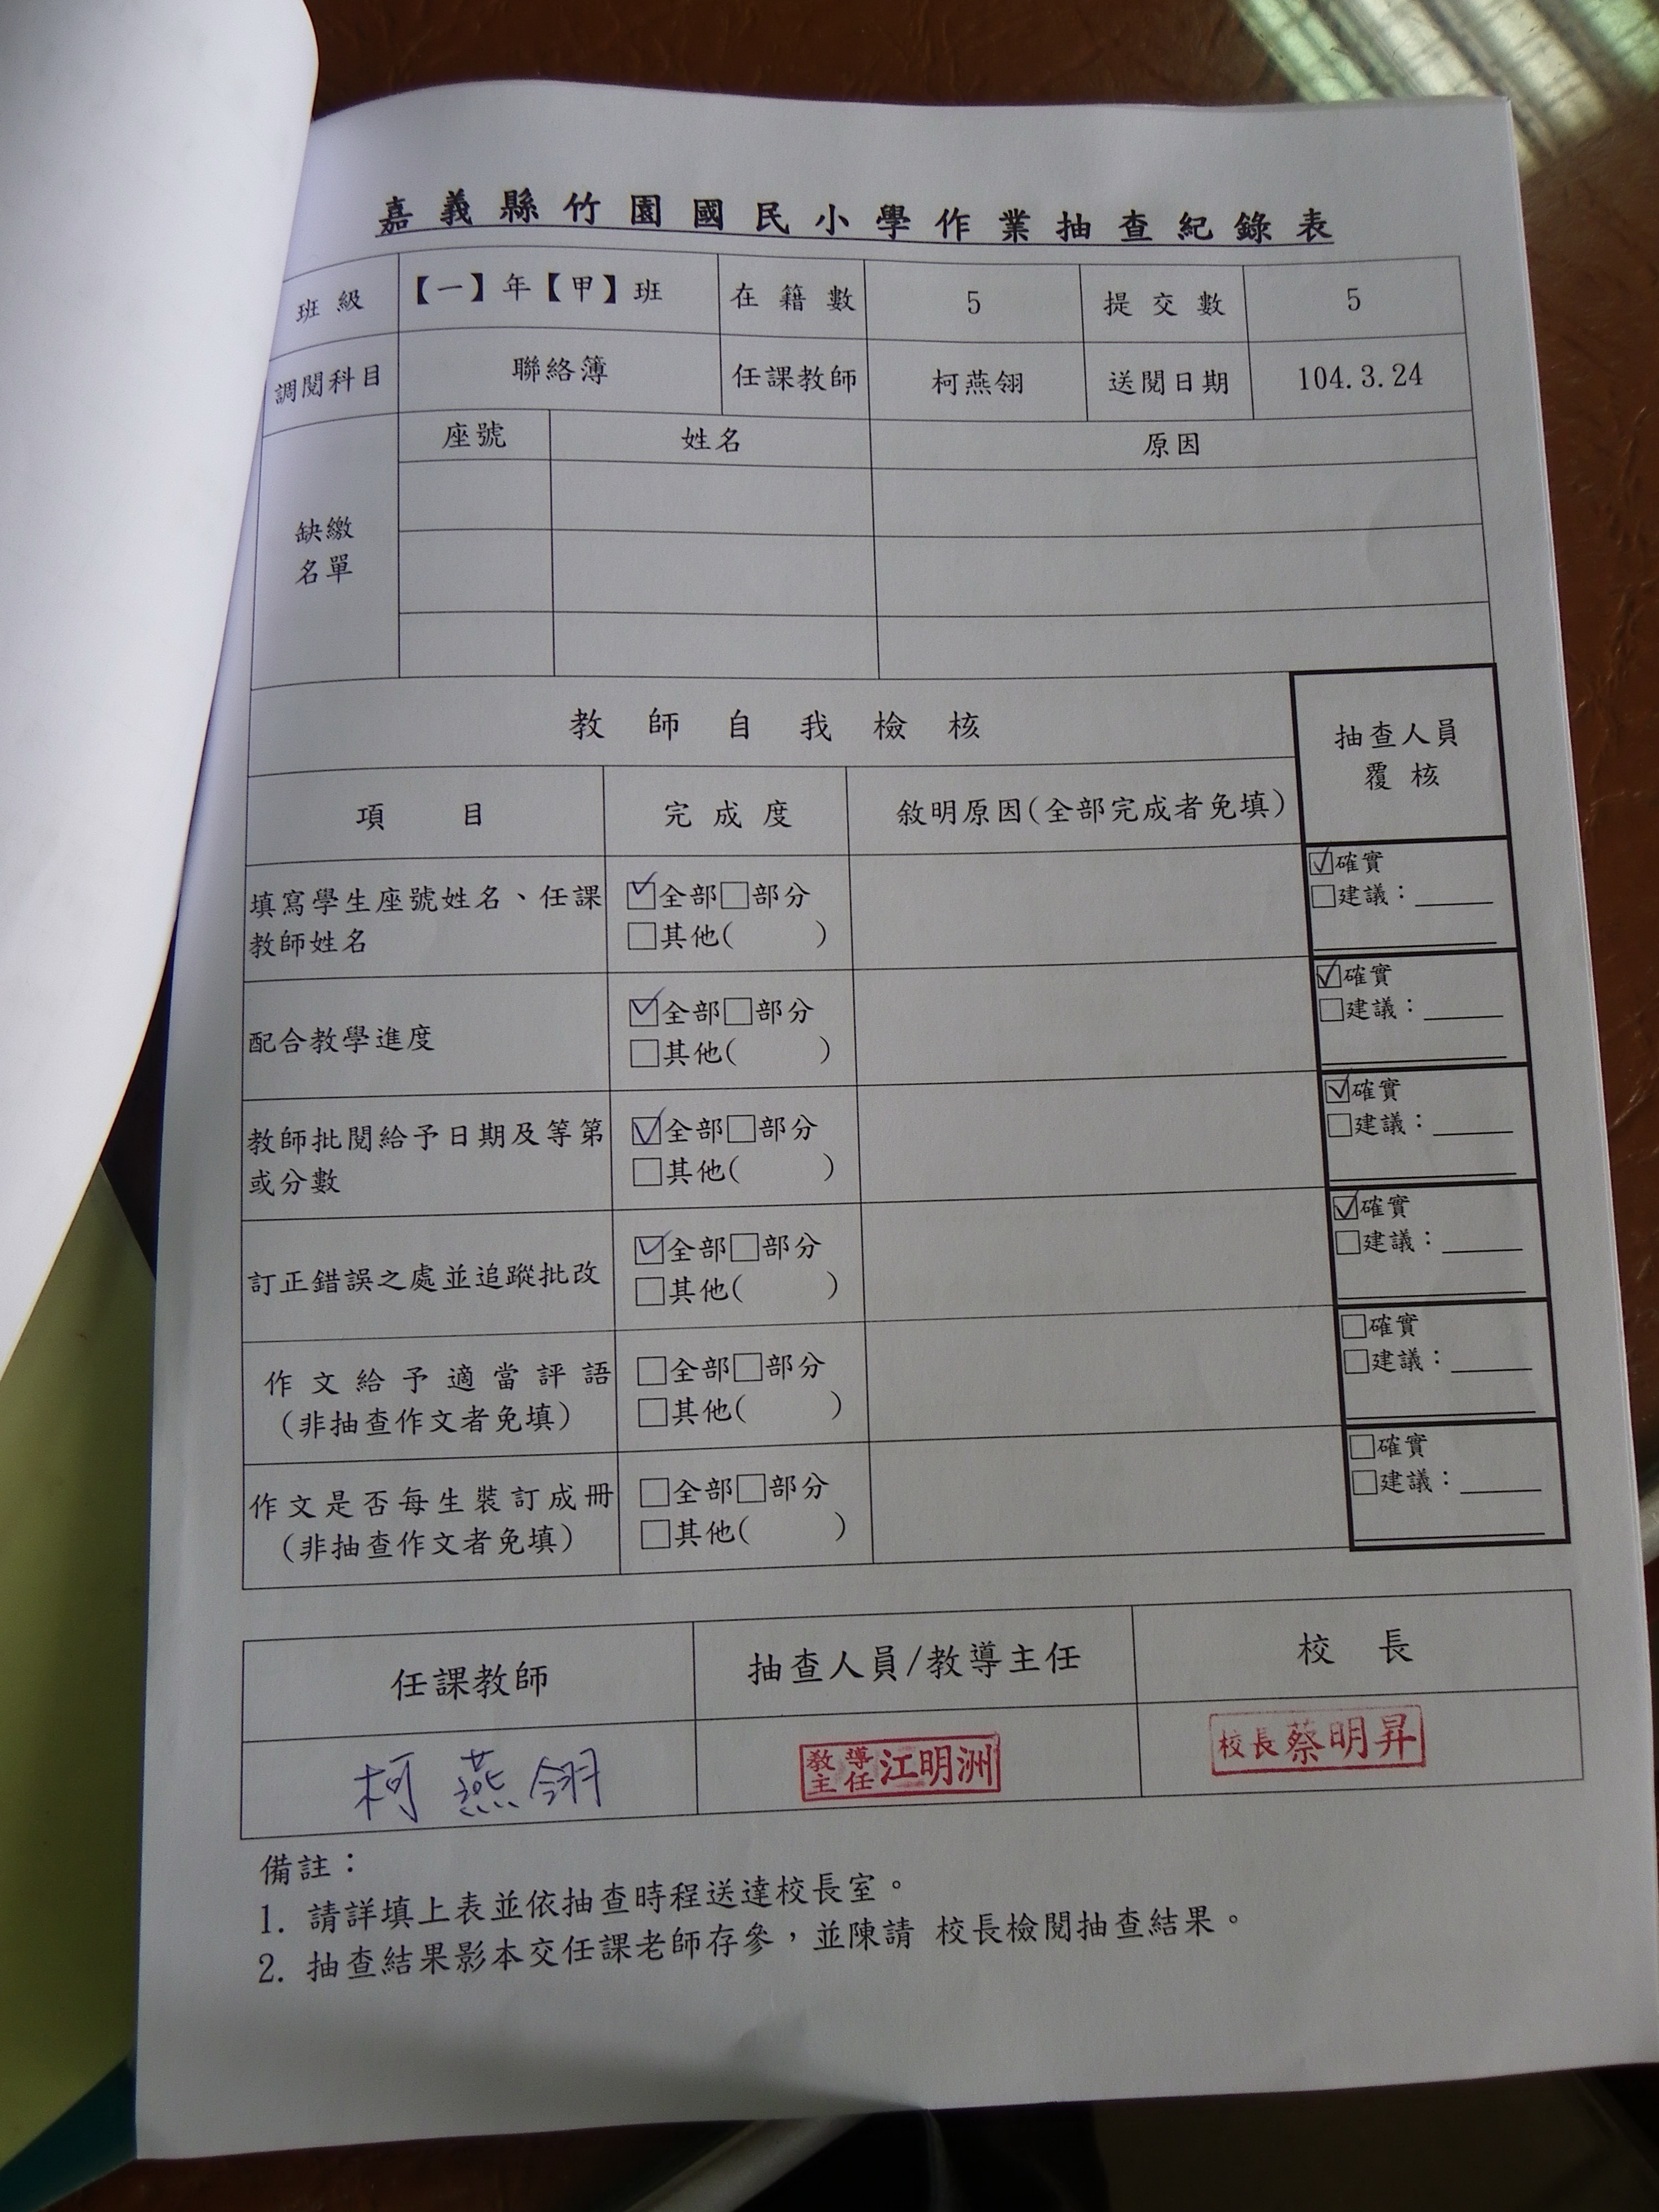 嘉義縣竹園國民小學作業抽查紀錄表
班級 【一】年【甲】班 在籍數 5 提交數 5
調閱科目 聯絡簿 任課教師 柯燕翎 送閱日期 104.3.24
缺繳名單 座號 姓名 原因
教師自我檢核
抽查人員
覆核
項目 完成度 敘明原因(全部完成者免填)
填寫學生座號姓名、任課
教師姓名
☑全部□部分
□其他( )
☑確實
□建議：
配合教學進度
☑全部□部分
□其他( )
☑確實
□建議：
教師批閱給予日期及等第
或分數
☑全部□部分
□其他( )
☑確實
□建議：
訂正錯誤之處並追蹤批改
☑全部□部分
□其他( )
☑確實
□建議：
作文給予適當評語
(非抽查作文者免填)
□全部□部分
□其他( )
□確實
□建議：
作文是否每生裝訂成冊
(非抽查作文者免填)
□全部□部分
□其他( )
□確實
□建議：
任課教師 抽查人員/教導主任 校長
柯燕翎 教導主任江明洲 校長蔡明昇
備註：
1. 請詳填上表並依抽查時程送達校長室。
2. 抽查結果影本交任課老師存參，並陳請 校長檢閱抽查結果。